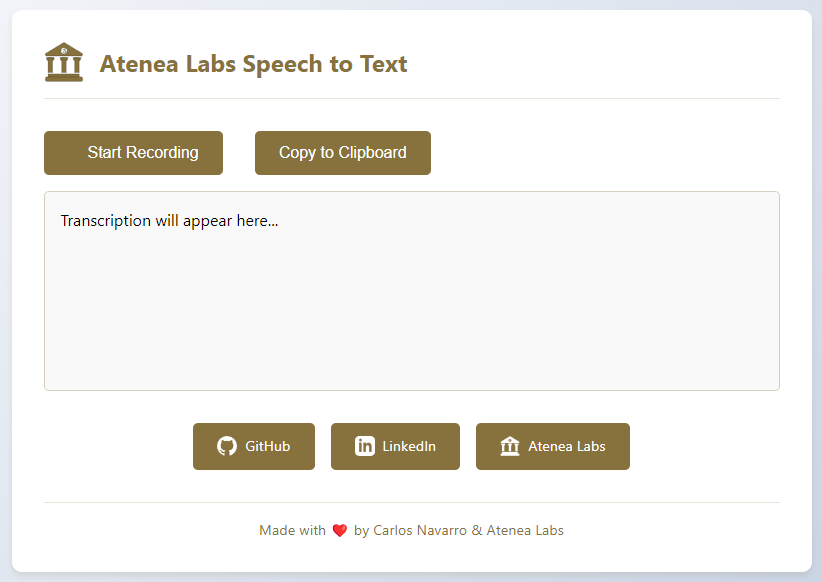 Atenea Labs Speech to Text
Start Recording
Copy to Clipboard
Transcription will appear here...
GitHub
LinkedIn
Atenea Labs
Made with ❤️ by Carlos Navarro & Atenea Labs